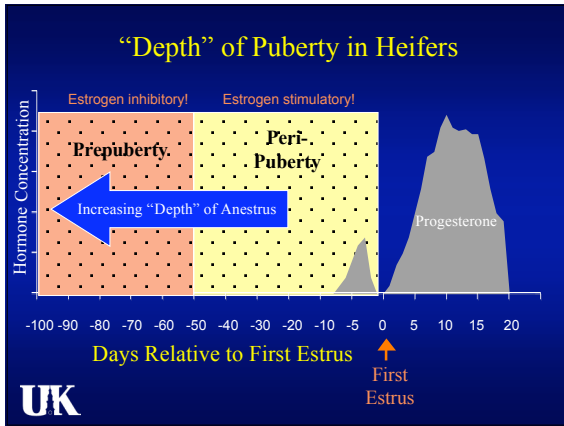 “Depth” of Puberty in Heifers
Estrogen inhibitory! Estrogen stimulatory!
Hormone Concentration
Prepuberty
Peri-
Puberty
Increasing “Depth” of Anestrus
Progesterone
-100 -90 -80 -70 -60 -50 -40 -30 -20 -10 -5 0 5 10 15 20
Days Relative to First Estrus
First
Estrus
UK